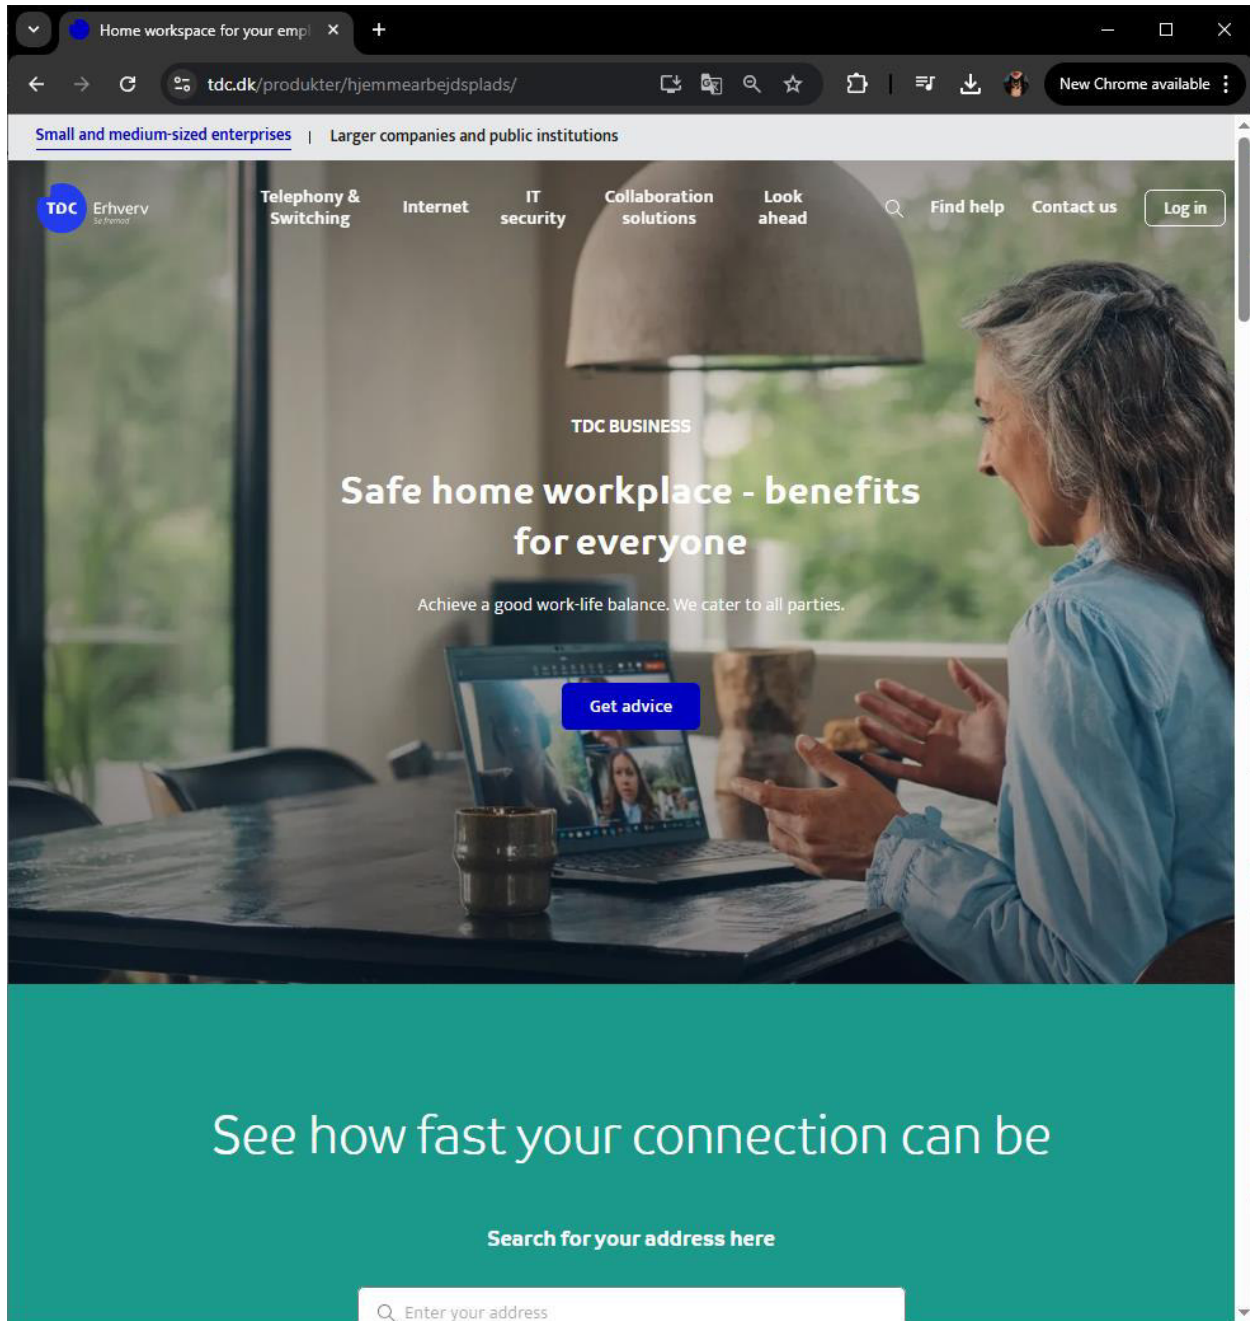 Home workspace for your empl
tdc.dk/produkter/hjemmearbejdsplads/
New Chrome available
Small and medium-sized enterprises | Larger companies and public institutions
TDC Erhverv
Telephony &
Switching
Internet
IT
security
Collaboration
solutions
Look
ahead
Find help
Contact us
Log in
TDC BUSINESS
Safe home workplace - benefits
for everyone
Achieve a good work-life balance. We cater to all parties.
Get advice
See how fast your connection can be
Search for your address here
Enter your address